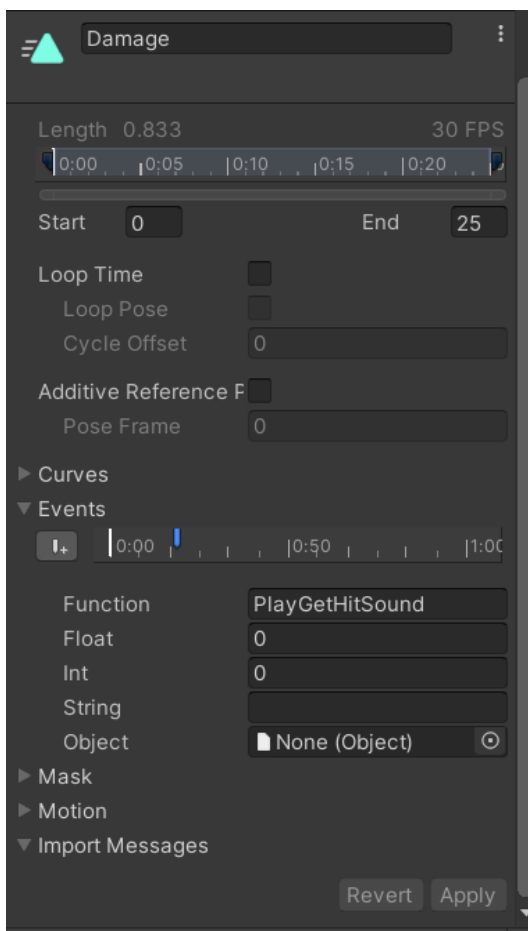 Damage
Length 0.833 30 FPS
0:00 0:05 0:10 0:15 0:20
Start 0 End 25
Loop Time
Loop Pose
Cycle Offset 0
Additive Reference P
Pose Frame 0
Curves
Events
0:00 0:50 1:00
Function PlayGetHitSound
Float 0
Int 0
String
Object None (Object)
Mask
Motion
Import Messages
Revert Apply